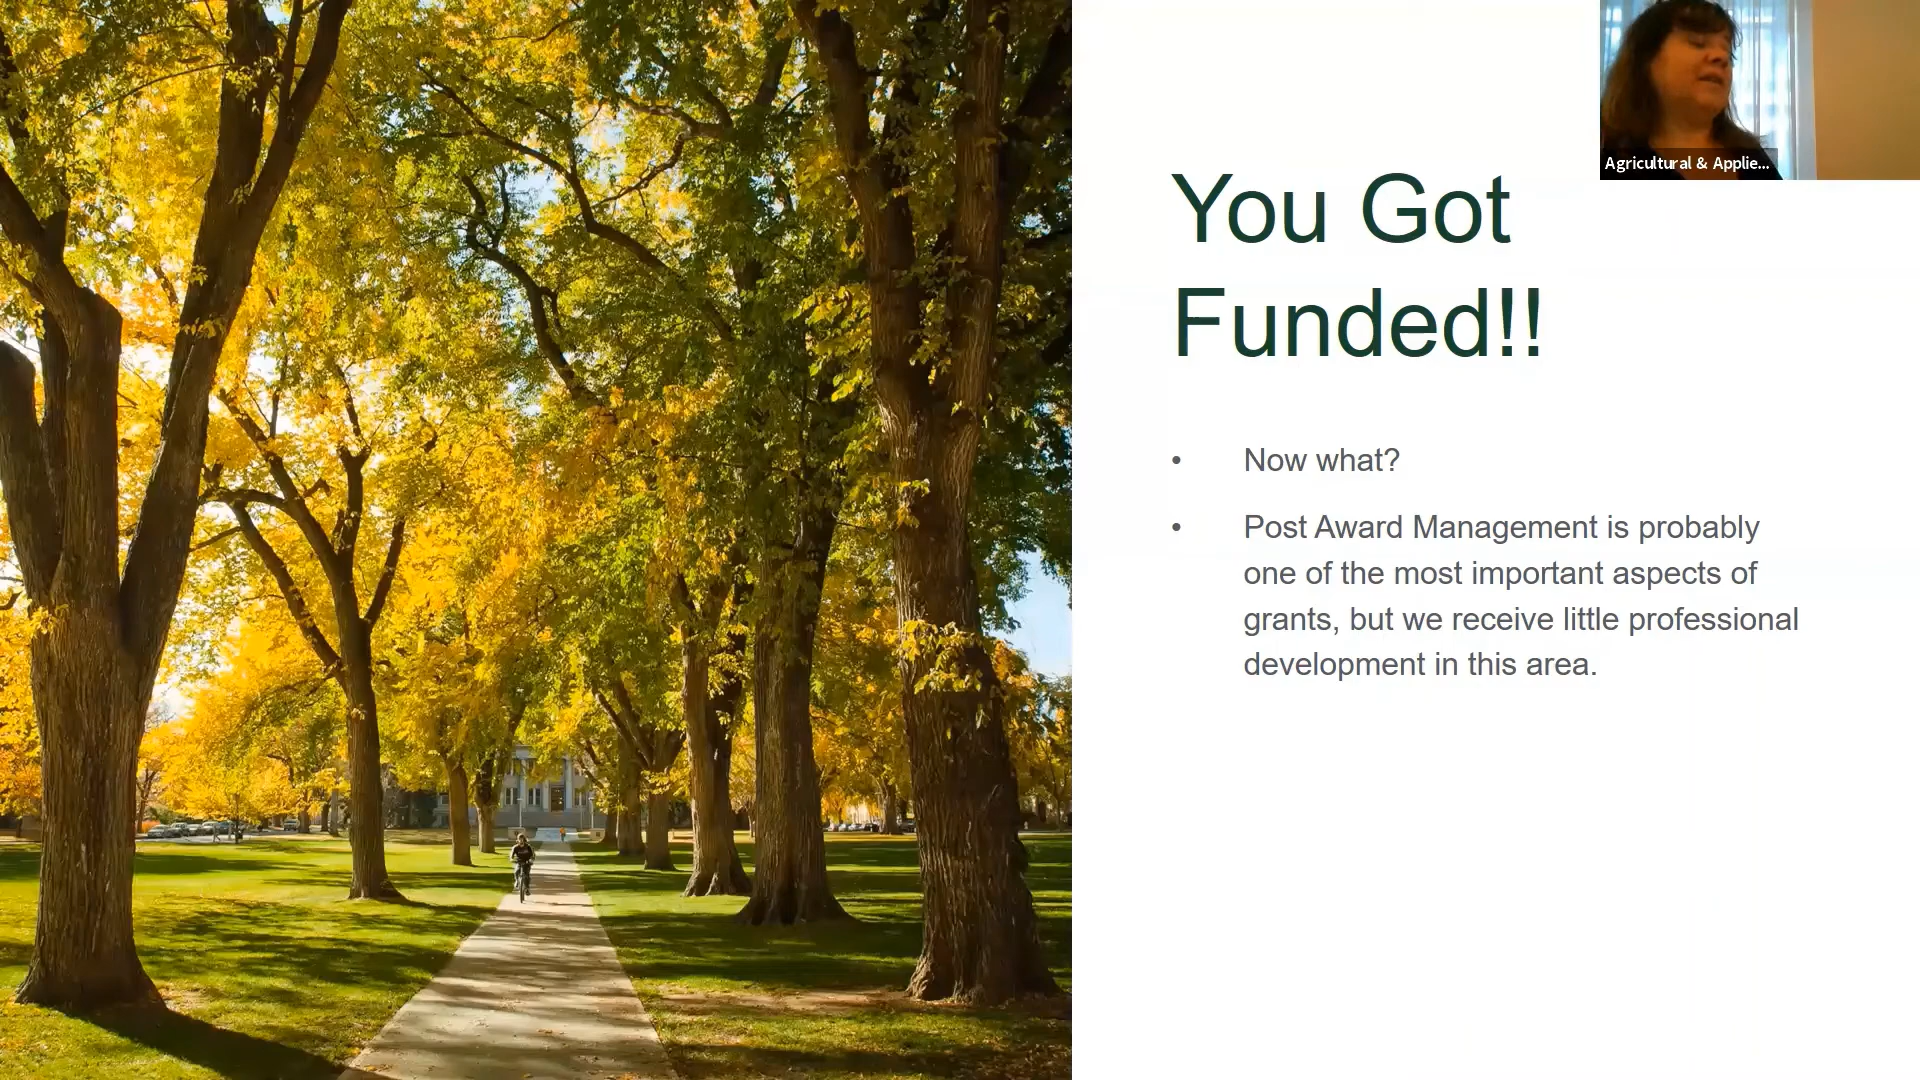 You Got
Funded!!
• Now what?
• Post Award Management is probably
one of the most important aspects of
grants, but we receive little professional
development in this area.
Agricultural & Applie...